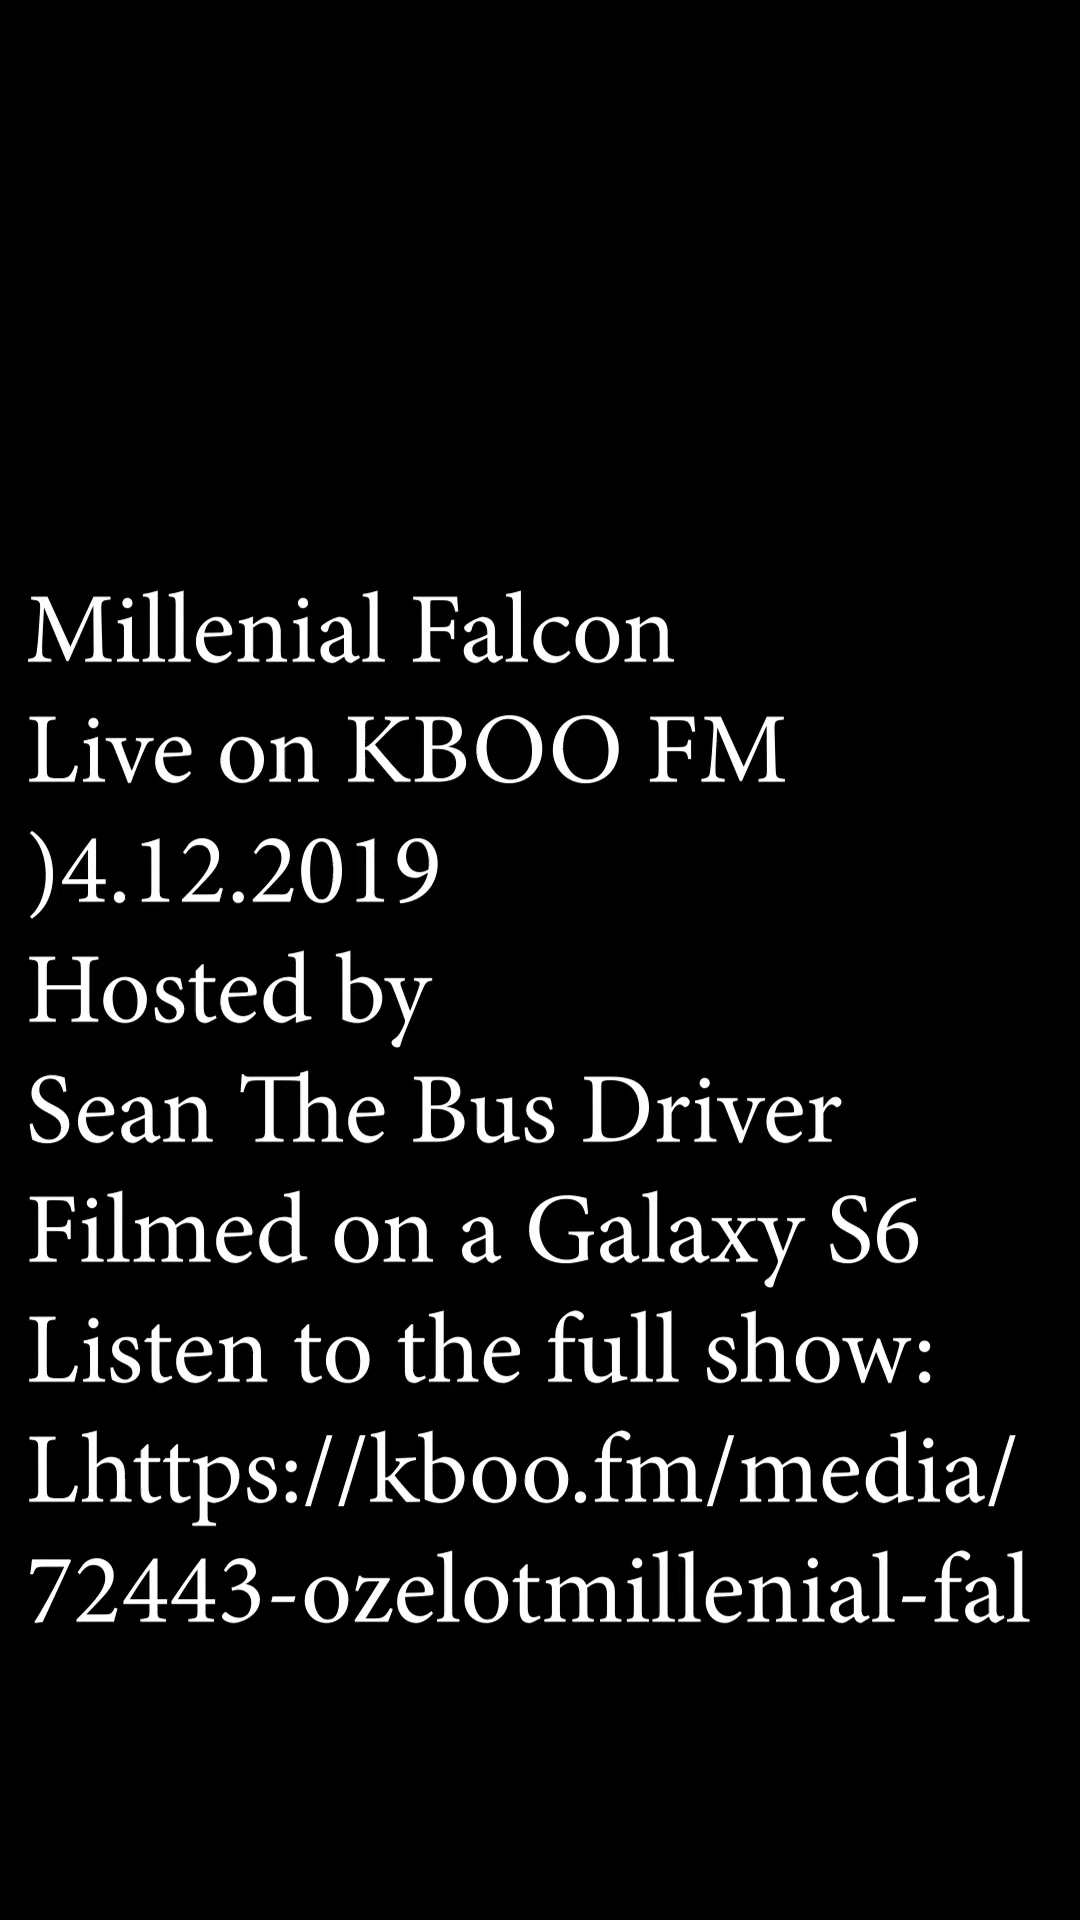 Millenial Falcon
Live on KBOO FM
)4.12.2019
Hosted by
Sean The Bus Driver
Filmed on a Galaxy S6
Listen to the full show:
Lhttps://kboo.fm/media/
72443-ozelotmillenial-fal